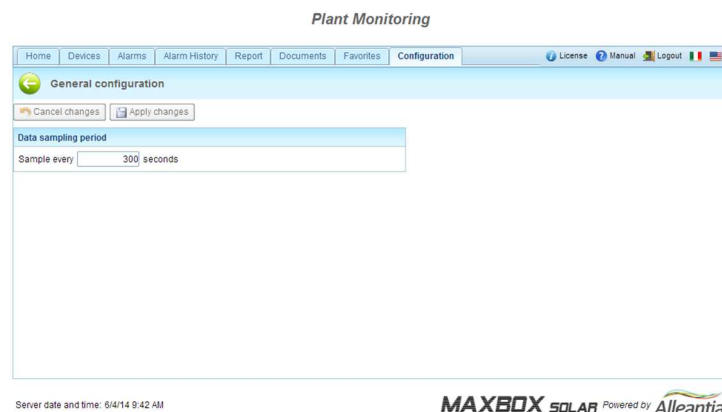 Plant Monitoring
Home Devices Alarms Alarm History Report Documents Favorites Configuration License Manual Logout
General configuration
Cancel changes Apply changes
Data sampling period
Sample every 300 seconds
Server date and time: 6/4/14 9:42 AM
MAXBOX SOLAR Powered by Alleantia